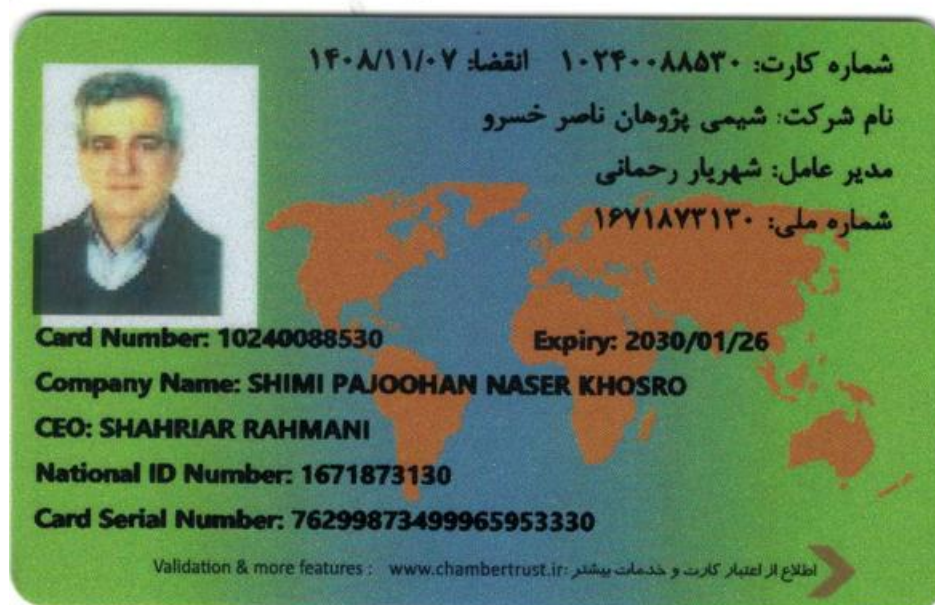 شماره کارت: ۱۰۲۴۰۰۸۸۵۳۰ انقضا: ۱۴۰۸/۱۱/۰۷
نام شرکت: شیمی پژوهان ناصر خسرو
مدیر عامل: شهریار رحمانی
شماره ملی: ۱۶۷۱۸۷۳۱۳۰
Card Number: 10240088530 Expiry: 2030/01/26
Company Name: SHIMI PAJOOHAN NASER KHOSRO
CEO: SHAHRIAR RAHMANI
National ID Number: 1671873130
Card Serial Number: 76299873499965953330
Validation & more features : www.chambertrust.ir: اطلاع از اعتبار کارت و خدمات بیشتر